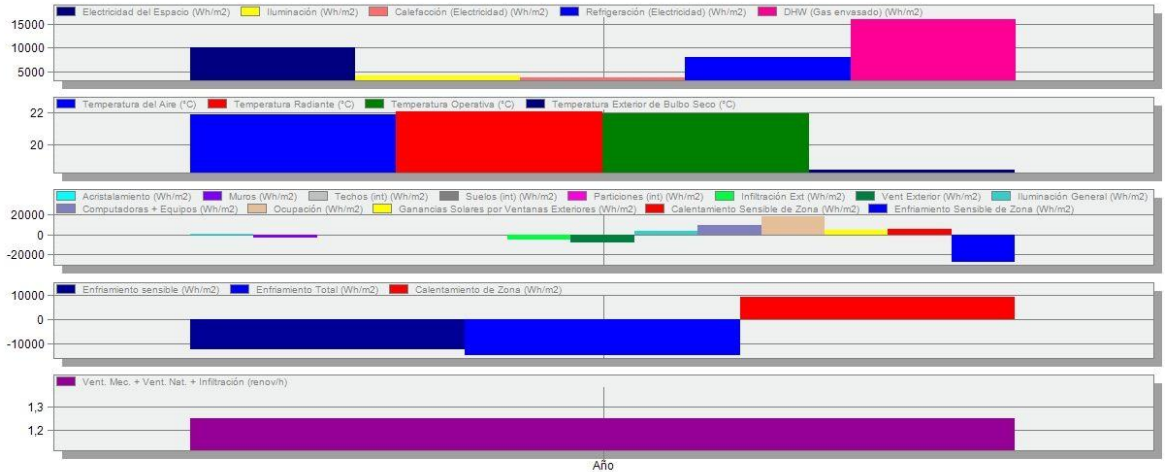 Electricidad del Espacio (Wh/m2) Iluminación (Wh/m2) Calefacción (Electricidad) (Wh/m2) Refrigeración (Electricidad) (Wh/m2) DHW (Gas envasado) (Wh/m2)
15000
10000
5000
Temperatura del Aire (°C) Temperatura Radiante (°C) Temperatura Operativa (°C) Temperatura Exterior de Bulbo Seco (°C)
22
20
Acristalamiento (Wh/m2) Muros (Wh/m2) Techos (int) (Wh/m2) Suelos (int) (Wh/m2) Particiones (int) (Wh/m2) Infiltración Ext (Wh/m2) Vent Exterior (Wh/m2) Iluminación General (Wh/m2)
Computadoras + Equipos (Wh/m2) Ocupación (Wh/m2) Ganancias Solares por Ventanas Exteriores (Wh/m2) Calentamiento Sensible de Zona (Wh/m2) Enfriamiento Sensible de Zona (Wh/m2)
20000
0
-20000
Enfriamiento sensible (Wh/m2) Enfriamiento Total (Wh/m2) Calentamiento de Zona (Wh/m2)
10000
0
-10000
Vent. Mec. + Vent. Nat. + Infiltración (renov/h)
1,3
1,2
Año